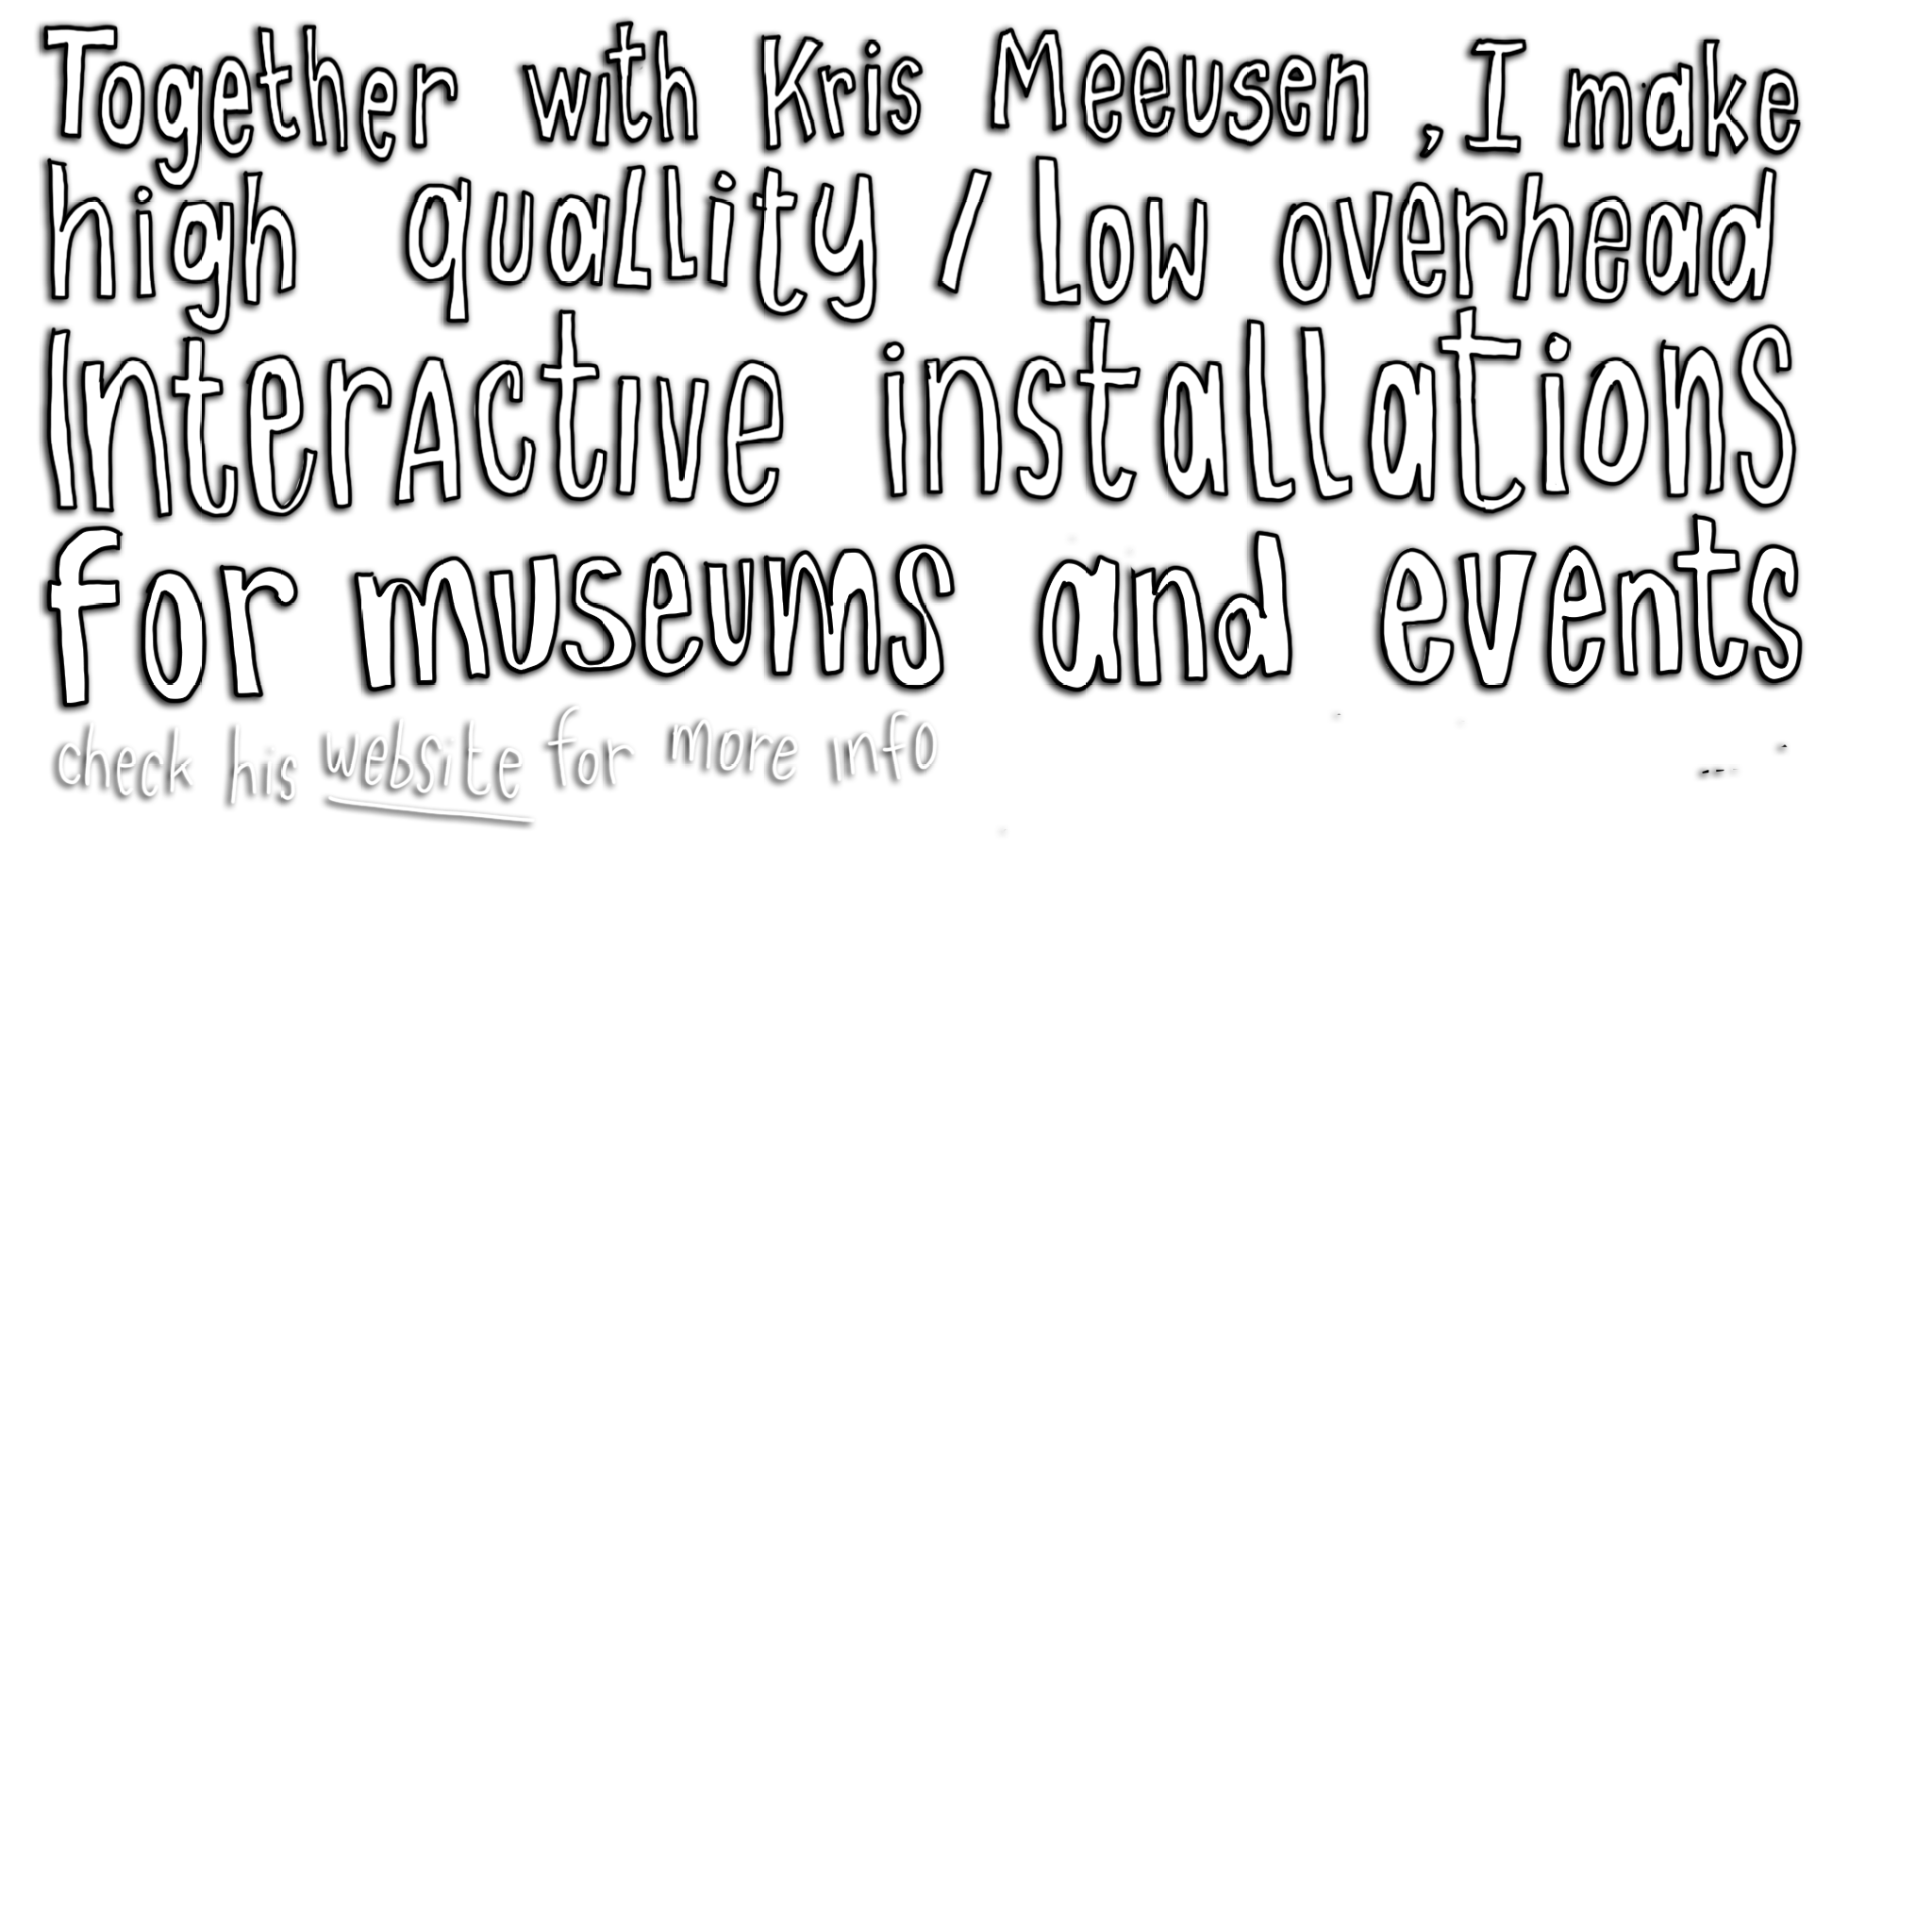 Together with Kris Meeusen, I make
high quallity / Low overhead
InterActive installations
for museums and events
check his website for more info